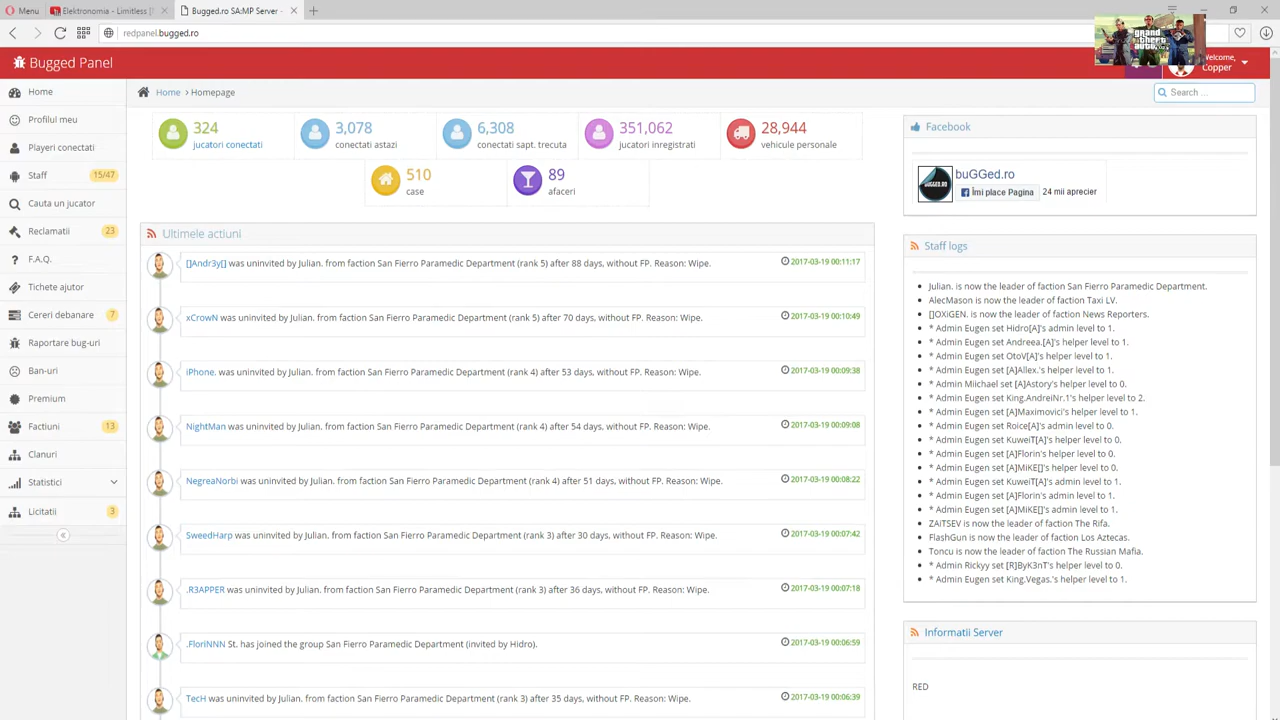 Menu
Elektronomia - Limitless [
Bugged.ro SA:MP Server -
redpanel.bugged.ro
grand theft auto
Bugged Panel
Welcome,
Copper
Home
Profilul meu
Playeri conectati
Staff 15/47
Cauta un jucator
Reclamatii 23
F.A.Q.
Tichete ajutor
Cereri debanare 7
Raportare bug-uri
Ban-uri
Premium
Factiuni 13
Clanuri
Statistici
Licitatii 3
Home > Homepage
Search ...
324
jucatori conectati
3,078
conectati astazi
6,308
conectati sapt. trecuta
351,062
jucatori inregistrati
28,944
vehicule personale
510
case
89
afaceri
Ultimele actiuni
[]Andr3y[] was uninvited by Julian. from faction San Fierro Paramedic Department (rank 5) after 88 days, without FP. Reason: Wipe. 2017-03-19 00:11:17
xCrowN was uninvited by Julian. from faction San Fierro Paramedic Department (rank 5) after 70 days, without FP. Reason: Wipe. 2017-03-19 00:10:49
iPhone. was uninvited by Julian. from faction San Fierro Paramedic Department (rank 4) after 53 days, without FP. Reason: Wipe. 2017-03-19 00:09:38
NightMan was uninvited by Julian. from faction San Fierro Paramedic Department (rank 4) after 54 days, without FP. Reason: Wipe. 2017-03-19 00:09:08
NegreaNorbi was uninvited by Julian. from faction San Fierro Paramedic Department (rank 4) after 51 days, without FP. Reason: Wipe. 2017-03-19 00:08:22
SweedHarp was uninvited by Julian. from faction San Fierro Paramedic Department (rank 3) after 30 days, without FP. Reason: Wipe. 2017-03-19 00:07:42
.R3APPER was uninvited by Julian. from faction San Fierro Paramedic Department (rank 3) after 36 days, without FP. Reason: Wipe. 2017-03-19 00:07:18
.FloriNNN St. has joined the group San Fierro Paramedic Department (invited by Hidro). 2017-03-19 00:06:59
TecH was uninvited by Julian. from faction San Fierro Paramedic Department (rank 3) after 35 days, without FP. Reason: Wipe. 2017-03-19 00:06:39
Facebook
BUGGED.RO
buGGed.ro
Îmi place Pagina 24 mii aprecier
Staff logs
Julian. is now the leader of faction San Fierro Paramedic Department.
AlecMason is now the leader of faction Taxi LV.
[]OXiGEN. is now the leader of faction News Reporters.
* Admin Eugen set Hidro[A]'s admin level to 1.
* Admin Eugen set Andreea.[A]'s helper level to 1.
* Admin Eugen set OtoV[A]'s helper level to 1.
* Admin Eugen set [A]Allex.'s helper level to 1.
* Admin Miichael set [A]Astory's helper level to 0.
* Admin Eugen set King.AndreiNr.1's helper level to 2.
* Admin Eugen set [A]Maximovici's helper level to 1.
* Admin Eugen set Roice[A]'s admin level to 0.
* Admin Eugen set KuweiT[A]'s helper level to 0.
* Admin Eugen set [A]Florin's helper level to 0.
* Admin Eugen set [A]MiKE[]'s helper level to 0.
* Admin Eugen set KuweiT[A]'s admin level to 1.
* Admin Eugen set [A]Florin's admin level to 1.
* Admin Eugen set [A]MiKE[]'s admin level to 1.
ZAITSEV is now the leader of faction The Rifa.
FlashGun is now the leader of faction Los Aztecas.
Toncu is now the leader of faction The Russian Mafia.
* Admin Rickyy set [R]ByK3nT's helper level to 0.
* Admin Eugen set King.Vegas.'s helper level to 1.
Informatii Server
RED